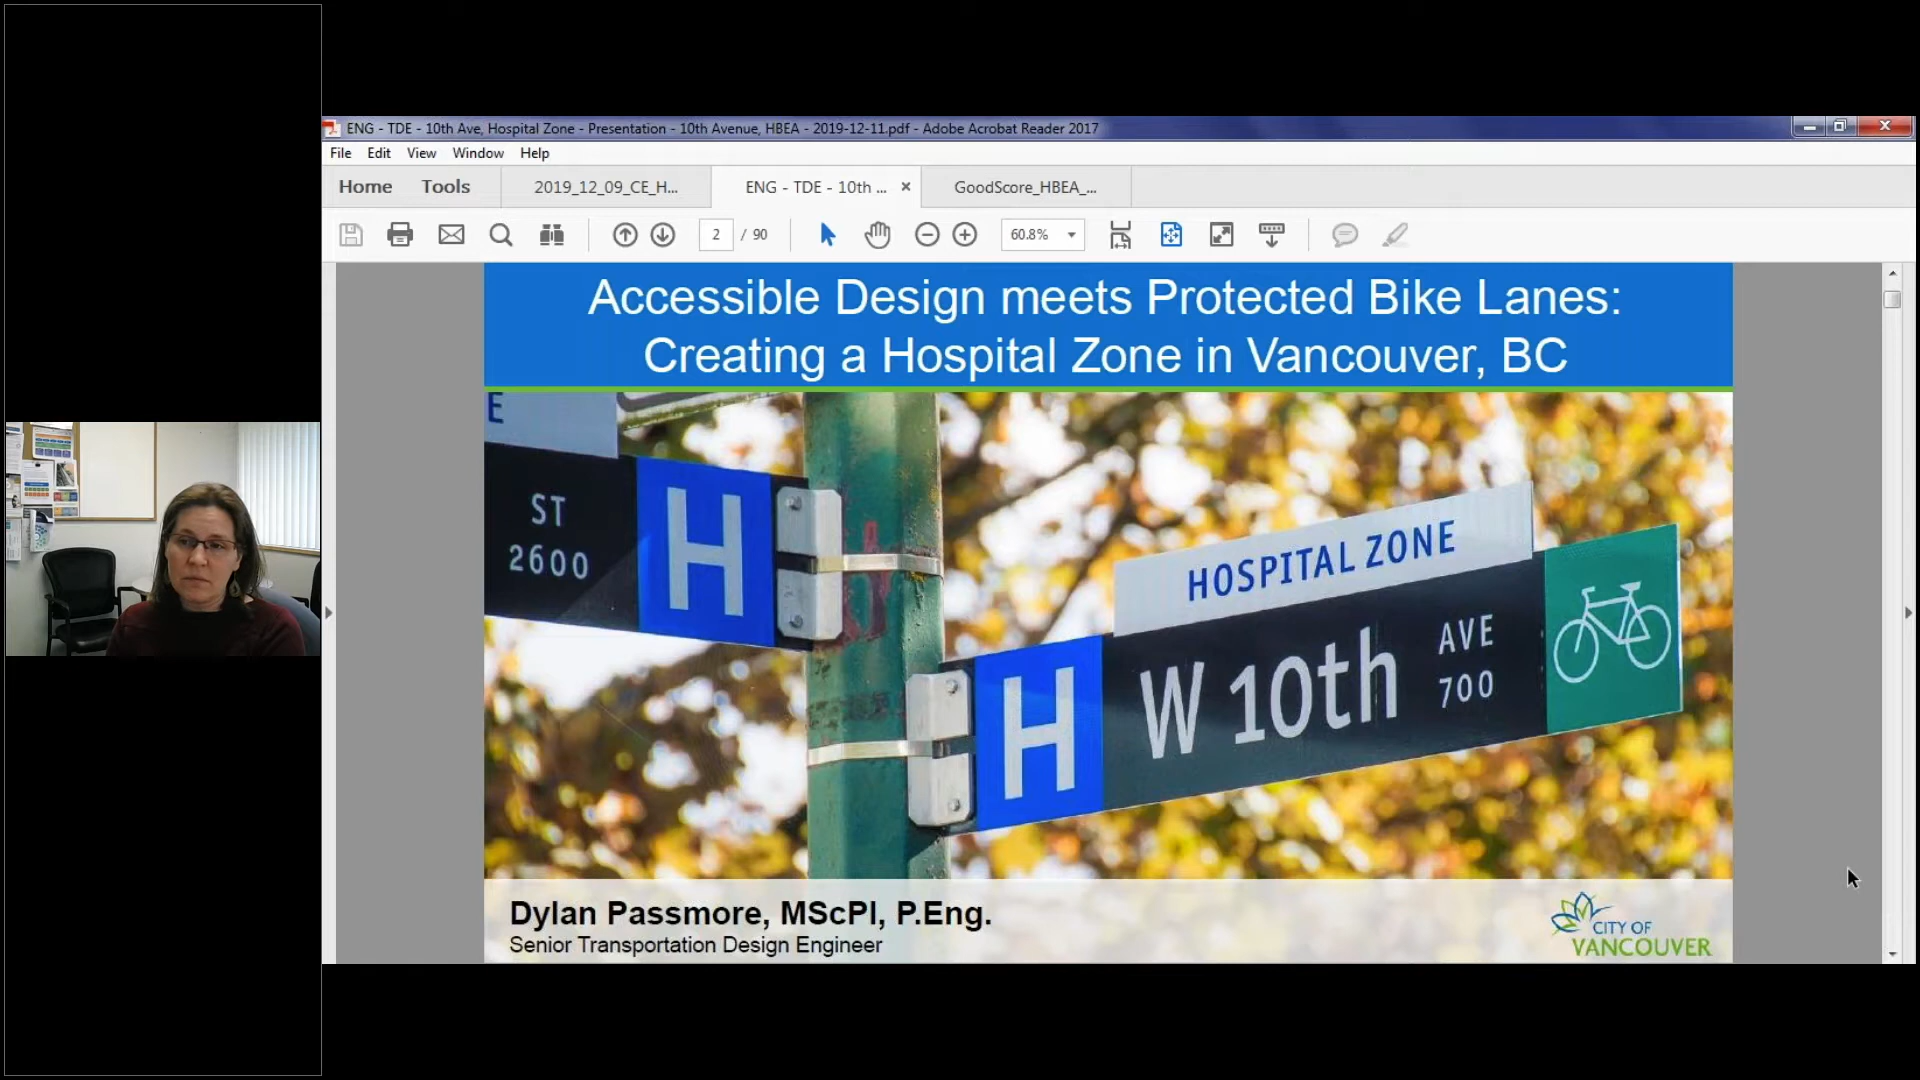 ENG - TDE - 10th Ave, Hospital Zone - Presentation - 10th Avenue, HBEA - 2019-12-11.pdf - Adobe Acrobat Reader 2017
File Edit View Window Help
Home Tools 2019_12_09_CE_H... ENG - TDE - 10th ... × GoodScore_HBEA_...
2 / 90 60.8%
Accessible Design meets Protected Bike Lanes:
Creating a Hospital Zone in Vancouver, BC
E
ST
2600
H
HOSPITAL ZONE
H W 10th AVE
700
Dylan Passmore, MScPl, P.Eng.
Senior Transportation Design Engineer
CITY OF
VANCOUVER